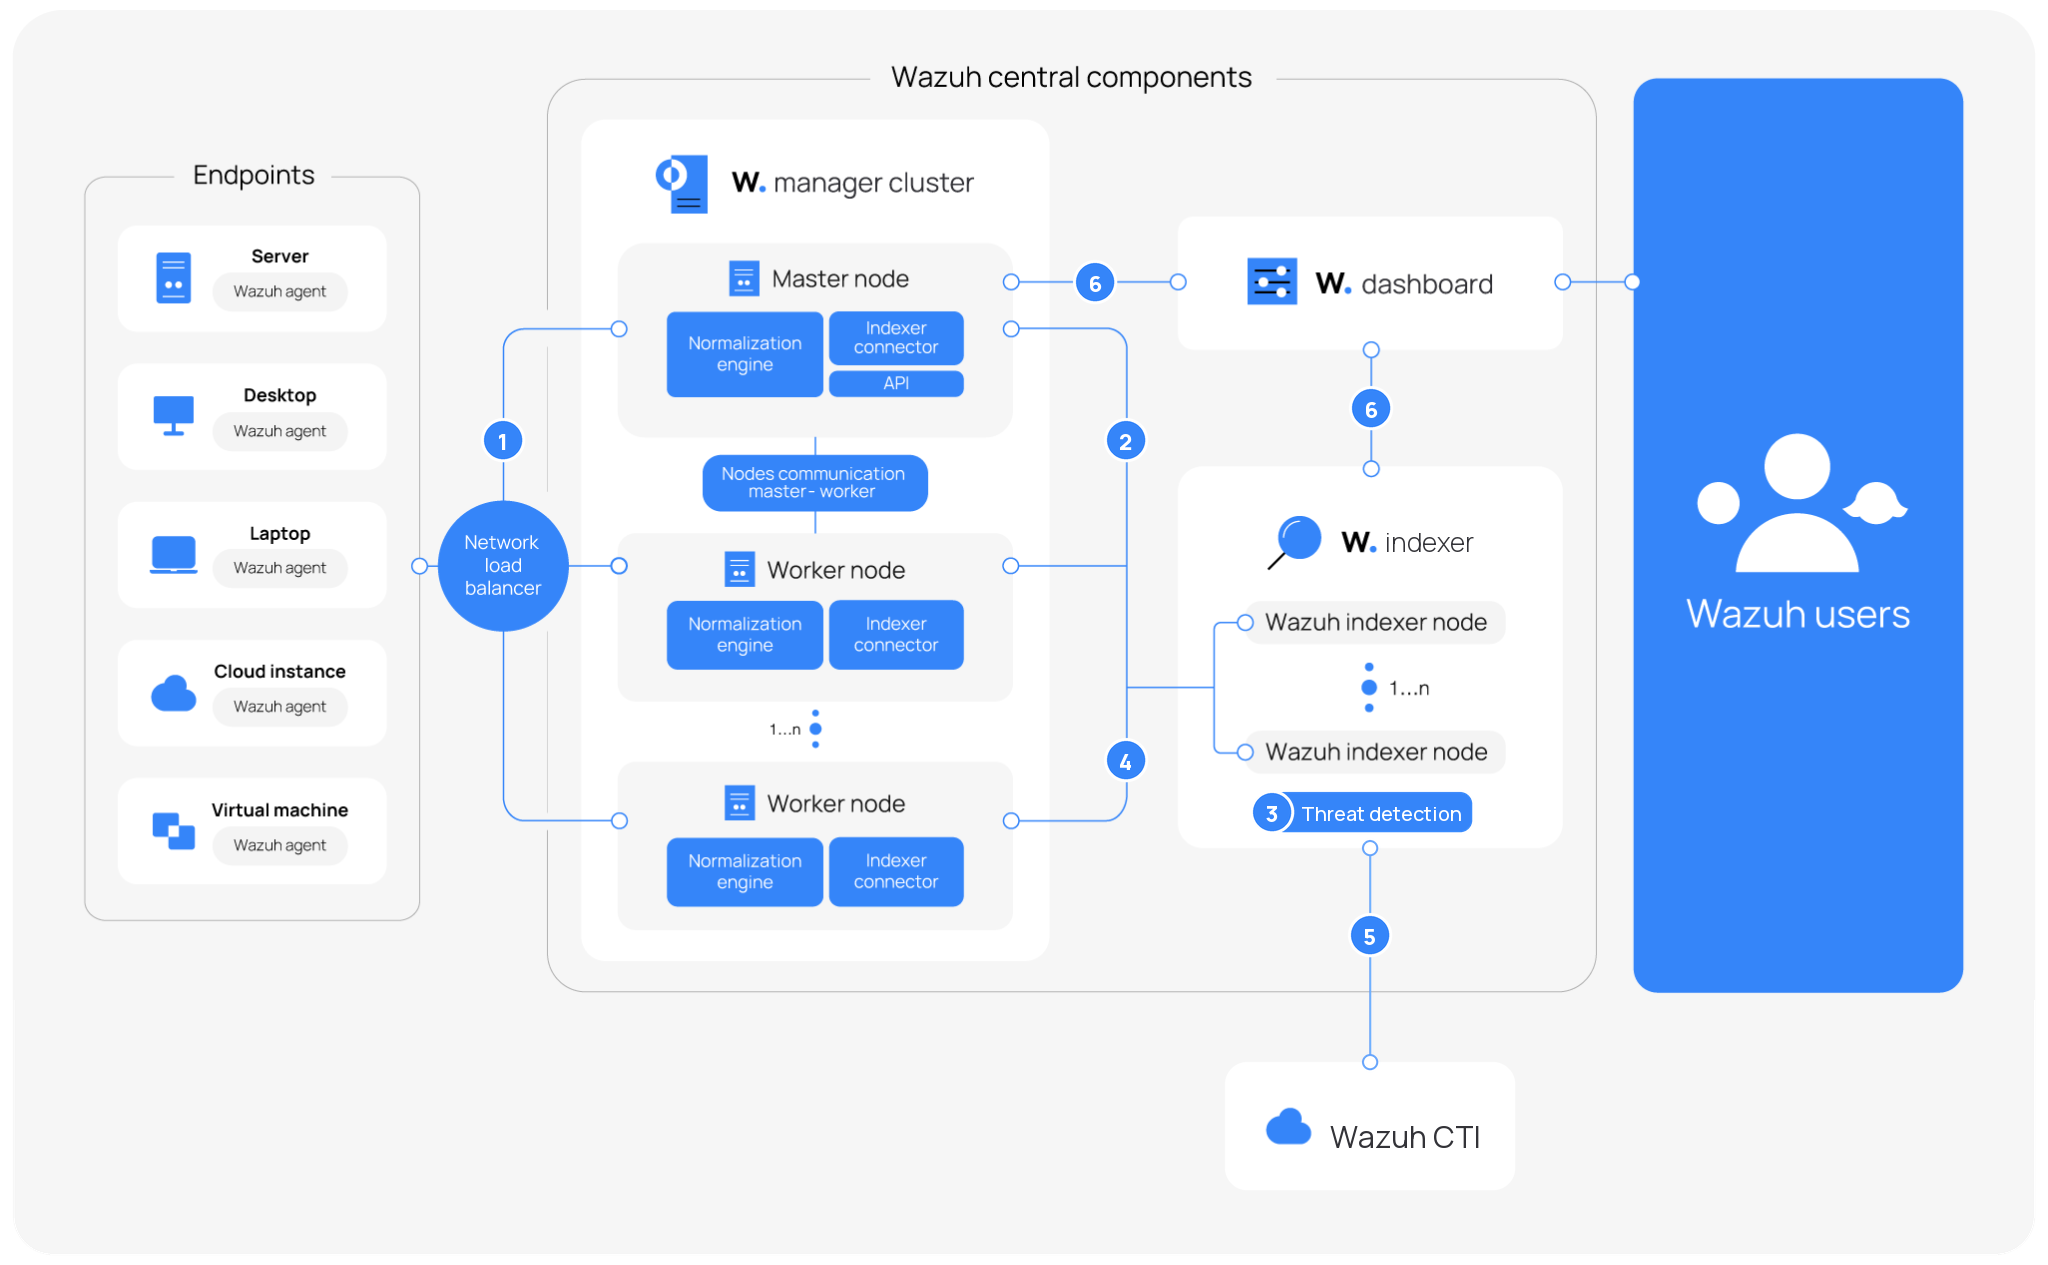 Wazuh central components
Endpoints
Server
Wazuh agent
Desktop
Wazuh agent
Laptop
Wazuh agent
Cloud instance
Wazuh agent
Virtual machine
Wazuh agent
1
Network
load
balancer
W. manager cluster
Master node
Normalization
engine
Indexer
connector
API
Nodes communication
master- worker
Worker node
Normalization
engine
Indexer
connector
1...n
Worker node
Normalization
engine
Indexer
connector
6
2
4
W. dashboard
6
W. indexer
Wazuh indexer node
1...n
Wazuh indexer node
3 Threat detection
5
Wazuh CTI
Wazuh users